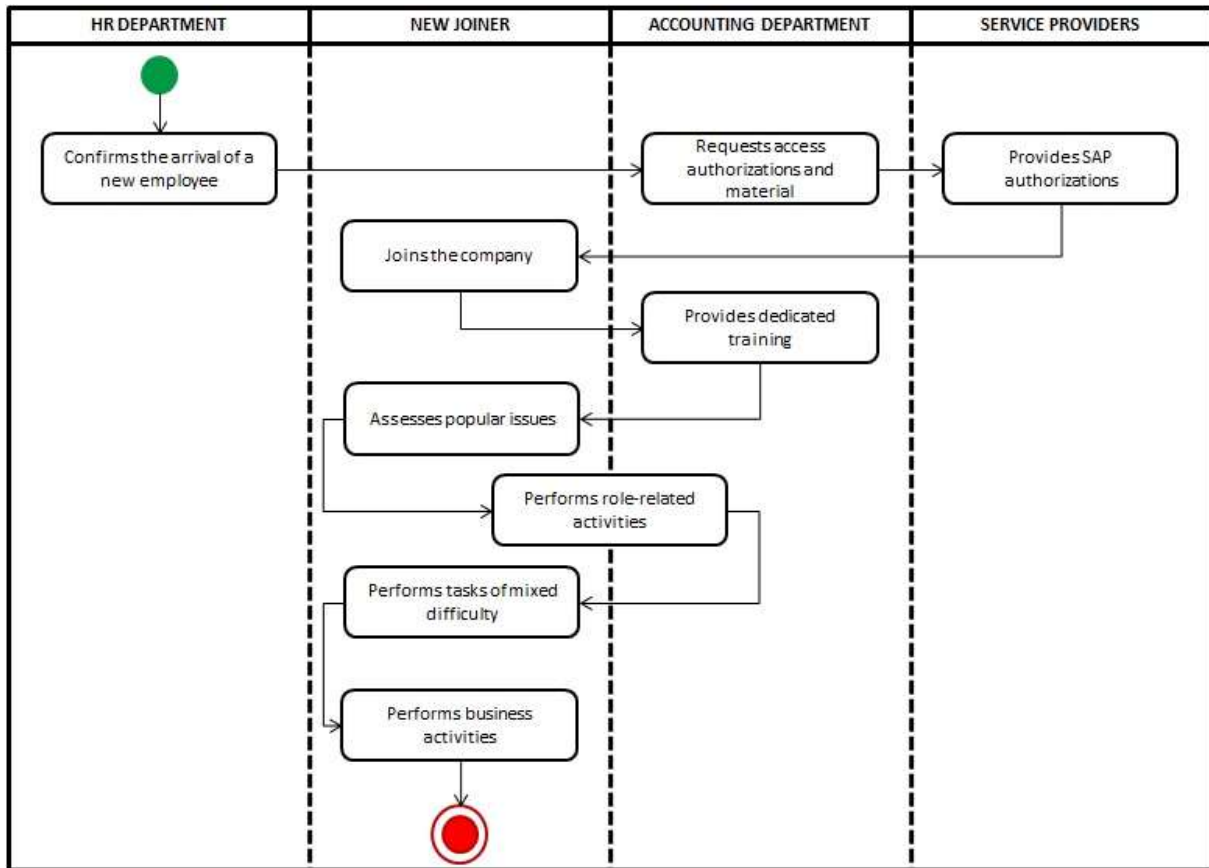 HR DEPARTMENT
NEW JOINER
ACCOUNTING DEPARTMENT
SERVICE PROVIDERS
Confirms the arrival of a
new employee
Requests access
authorizations and
material
Provides SAP
authorizations
Joins the company
Provides dedicated
training
Assesses popular issues
Performs role-related
activities
Performs tasks of mixed
difficulty
Performs business
activities